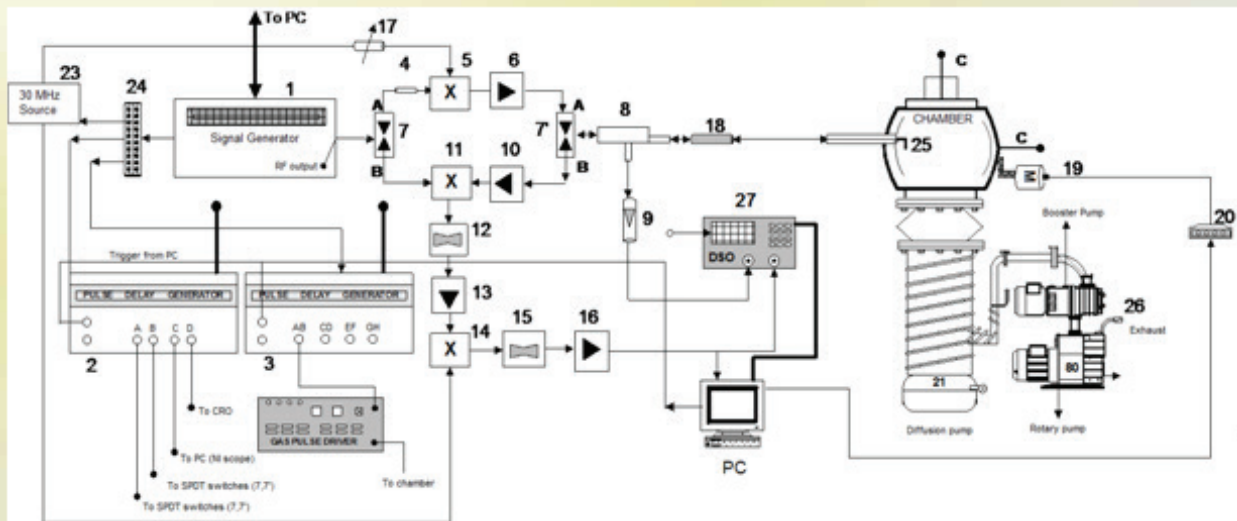 To PC
17
23
24
1
4
5
6
30 MHz
Source
X
A
A
7
7'
8
18
C
CHAMBER
25
C
Signal Generator
RF output
B
B
11
10
X
M
19
9
27
12
DSO
Booster Pump
20
Trigger from PC
PULSE DELAY GENERATOR
PULSE DELAY GENERATOR
13
A B C D
AB CD EF GH
14
15
16
X
26
Exhaust
2
3
80
21
To CRO
GAS PULSE DRIVER
PC
Diffusion pump
Rotary pump
To PC (NI scope)
To chamber
To SPDT switches (7,7')
To SPDT switches (7,7')